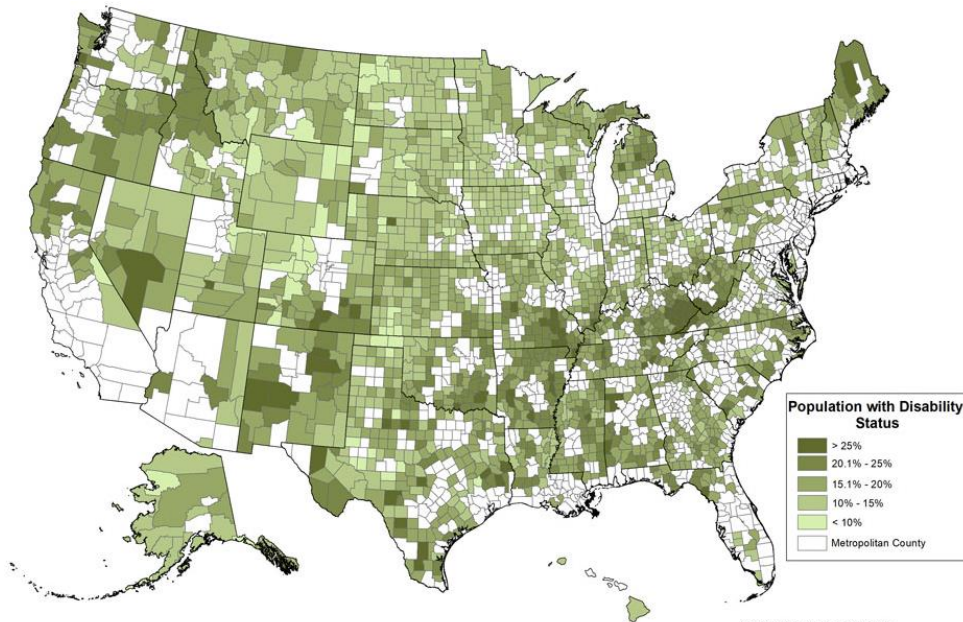 Population with Disability
Status
> 25%
20.1% - 25%
15.1% - 20%
10% - 15%
< 10%
Metropolitan County